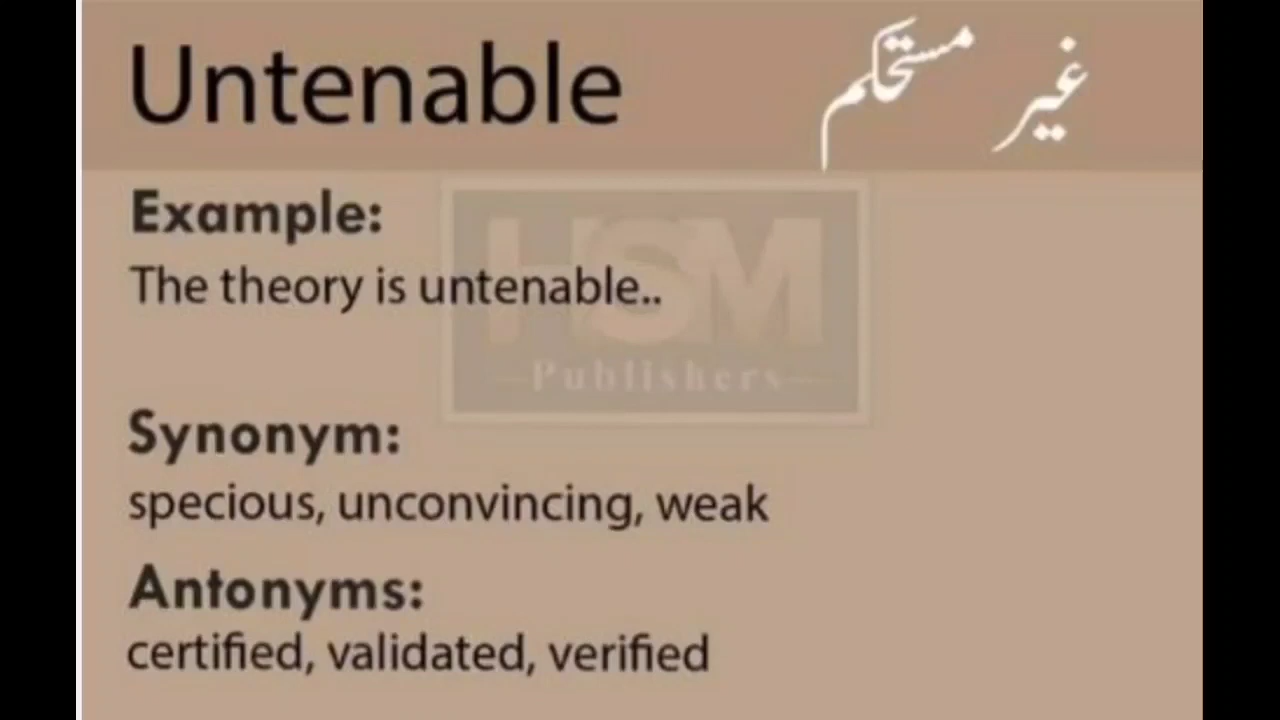 Untenable غیر مستحکم
Example:
The theory is untenable..
HSM
Publishers
Synonym:
specious, unconvincing, weak
Antonyms:
certified, validated, verified